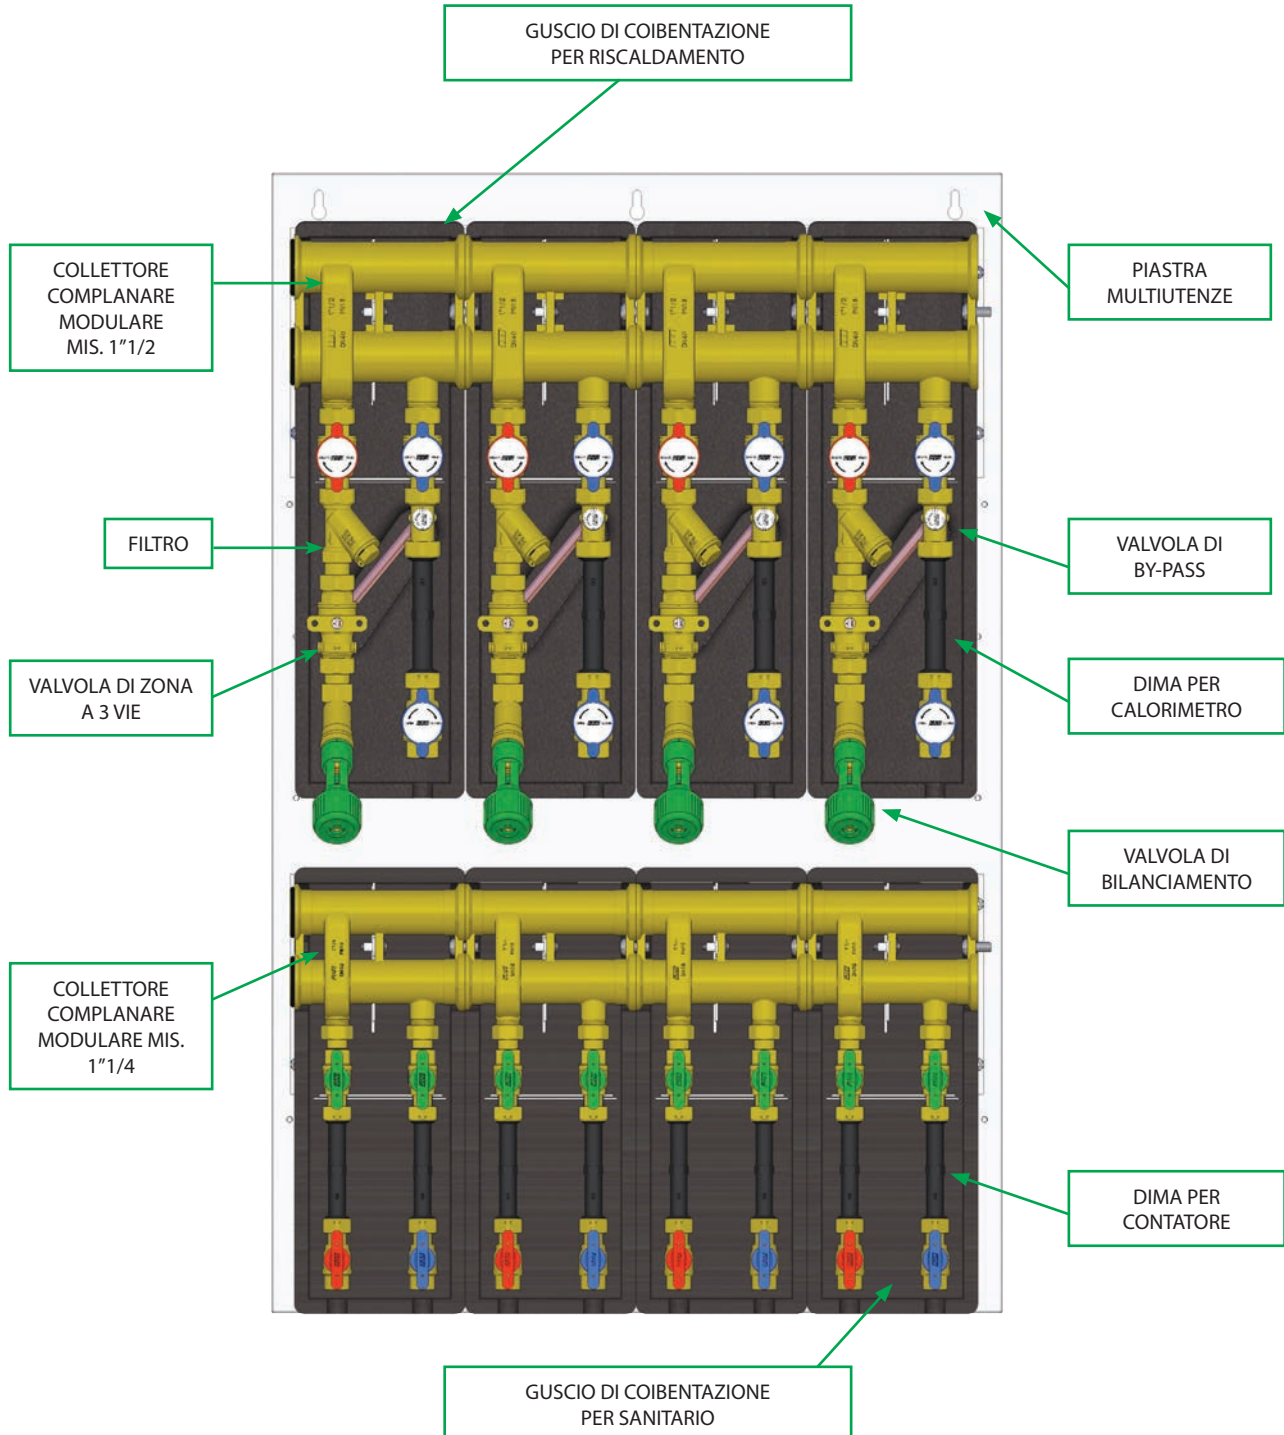 GUSCIO DI COIBENTAZIONE
PER RISCALDAMENTO
COLLETTORE
COMPLANARE
MODULARE
MIS. 1”1/2
PIASTRA
MULTIUTENZE
FILTRO
VALVOLA DI
BY-PASS
VALVOLA DI ZONA
A 3 VIE
DIMA PER
CALORIMETRO
VALVOLA DI
BILANCIAMENTO
COLLETTORE
COMPLANARE
MODULARE MIS.
1”1/4
DIMA PER
CONTATORE
GUSCIO DI COIBENTAZIONE
PER SANITARIO